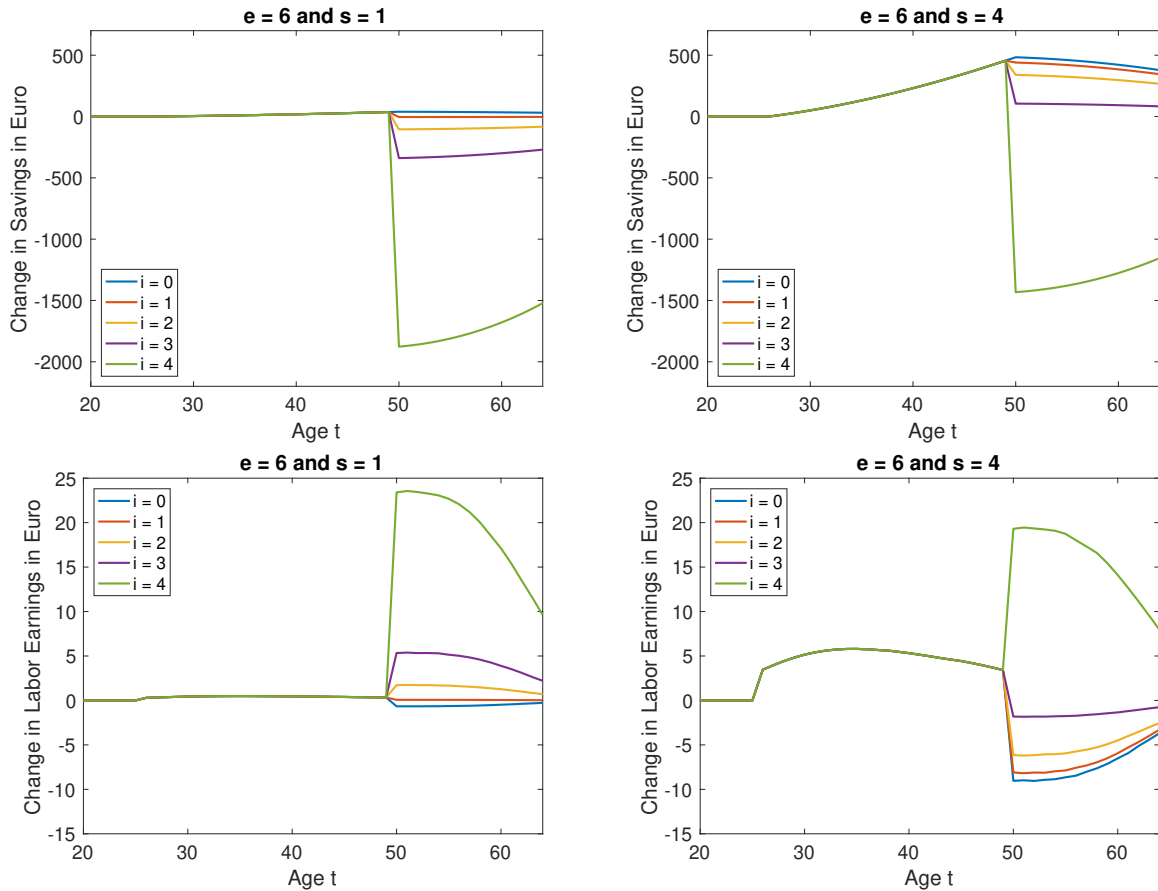 e = 6 and s = 1
Change in Savings in Euro
500
0
-500
-1000
-1500
-2000
i = 0
i = 1
i = 2
i = 3
i = 4
20
30
40
50
60
Age t
e = 6 and s = 4
Change in Savings in Euro
500
0
-500
-1000
-1500
-2000
i = 0
i = 1
i = 2
i = 3
i = 4
20
30
40
50
60
Age t
e = 6 and s = 1
Change in Labor Earnings in Euro
25
20
15
10
5
0
-5
-10
-15
i = 0
i = 1
i = 2
i = 3
i = 4
20
30
40
50
60
Age t
e = 6 and s = 4
Change in Labor Earnings in Euro
25
20
15
10
5
0
-5
-10
-15
i = 0
i = 1
i = 2
i = 3
i = 4
20
30
40
50
60
Age t